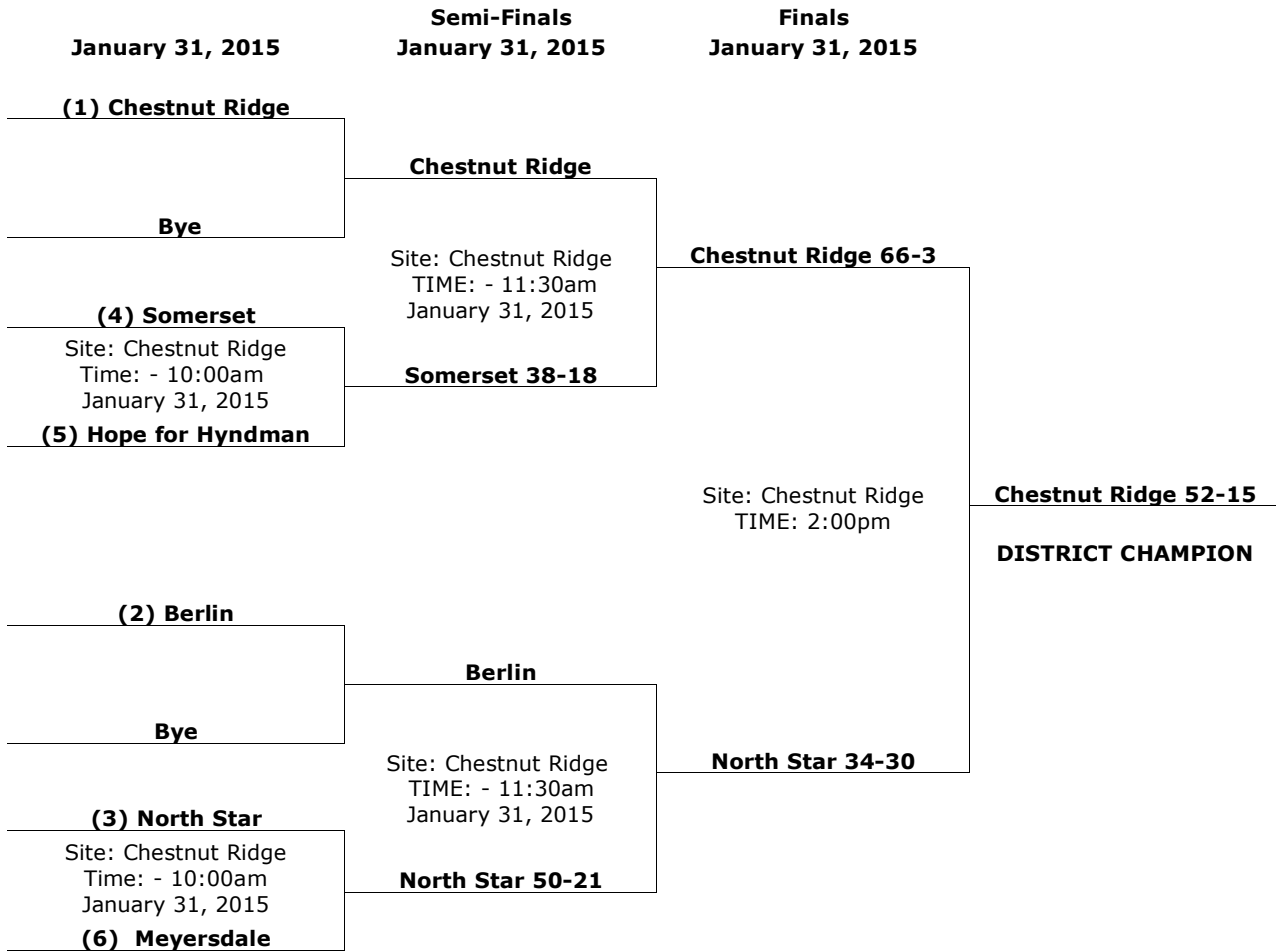 Semi-Finals
Finals
January 31, 2015
January 31, 2015
January 31, 2015
(1) Chestnut Ridge
Chestnut Ridge
Bye
Site: Chestnut Ridge
TIME: - 11:30am
January 31, 2015
Chestnut Ridge 66-3
(4) Somerset
Site: Chestnut Ridge
Time: - 10:00am
January 31, 2015
Somerset 38-18
(5) Hope for Hyndman
Site: Chestnut Ridge
TIME: 2:00pm
Chestnut Ridge 52-15
DISTRICT CHAMPION
(2) Berlin
Berlin
Bye
Site: Chestnut Ridge
TIME: - 11:30am
January 31, 2015
North Star 34-30
(3) North Star
Site: Chestnut Ridge
Time: - 10:00am
January 31, 2015
North Star 50-21
(6) Meyersdale